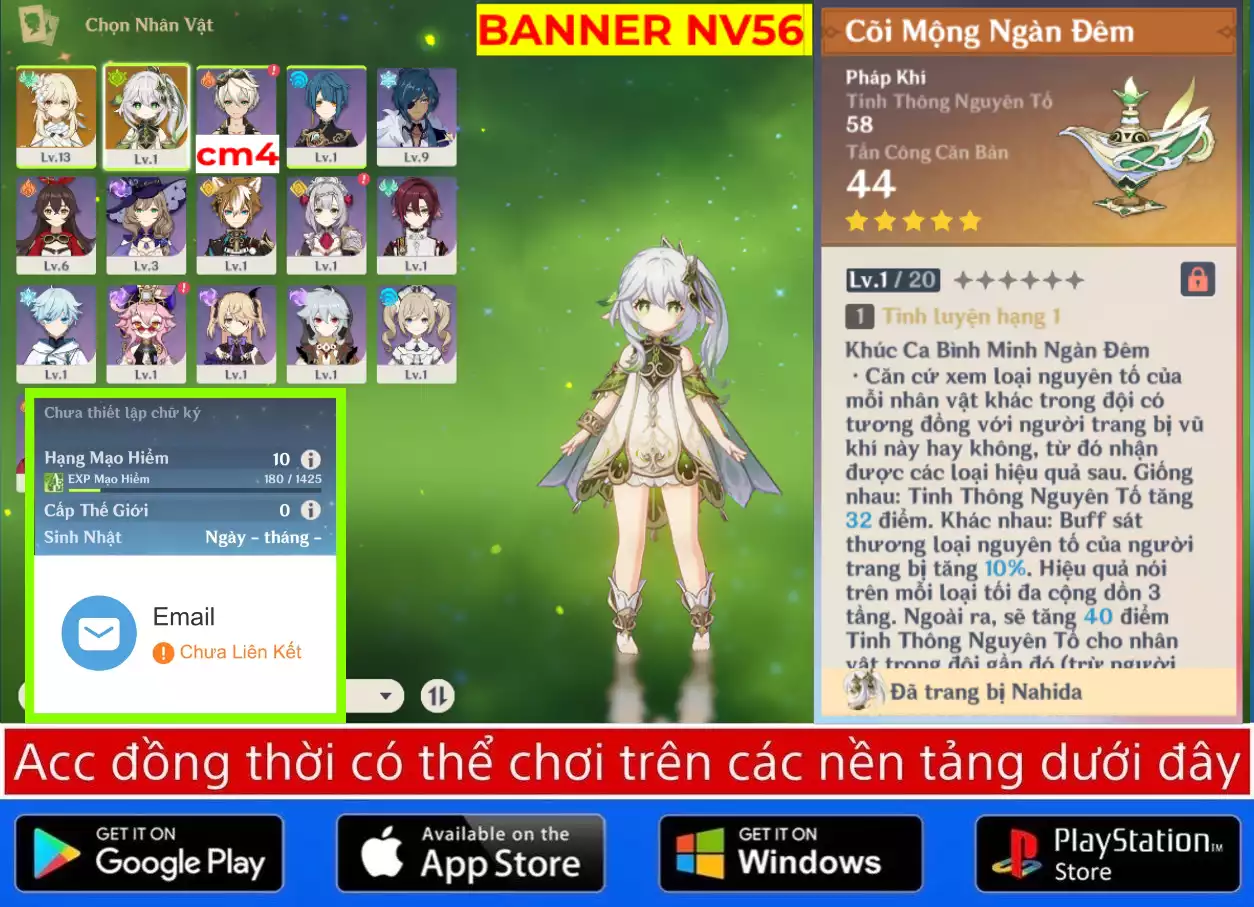 Chọn Nhân Vật
BANNER NV56
Lv.13
Lv.1
cm4
Lv.1
Lv.9
Lv.6
Lv.3
Lv.1
Lv.1
Lv.1
Lv.1
Lv.1
Lv.1
Lv.1
Lv.1
Chưa thiết lập chữ ký
Hạng Mạo Hiểm 10
EXP Mạo Hiểm 180 / 1425
Cấp Thế Giới 0
Sinh Nhật Ngày - tháng -
Email
Chưa Liên Kết
Cõi Mộng Ngàn Đêm
Pháp Khí
Tinh Thông Nguyên Tố
58
Tấn Công Căn Bản
44
Lv.1 / 20
1 Tinh luyện hạng 1
Khúc Ca Bình Minh Ngàn Đêm
· Căn cứ xem loại nguyên tố của
mỗi nhân vật khác trong đội có
tương đồng với người trang bị vũ
khí này hay không, từ đó nhận
được các loại hiệu quả sau. Giống
nhau: Tinh Thông Nguyên Tố tăng
32 điểm. Khác nhau: Buff sát
thương loại nguyên tố của người
trang bị tăng 10%. Hiệu quả nói
trên mỗi loại tối đa cộng dồn 3
tầng. Ngoài ra, sẽ tăng 40 điểm
Tinh Thông Nguyên Tố cho nhân
vật trong đội gần đó (trừ người
Đã trang bị Nahida
Acc đồng thời có thể chơi trên các nền tảng dưới đây
GET IT ON
Google Play
Available on the
App Store
GET IT ON
Windows
PlayStation™
Store